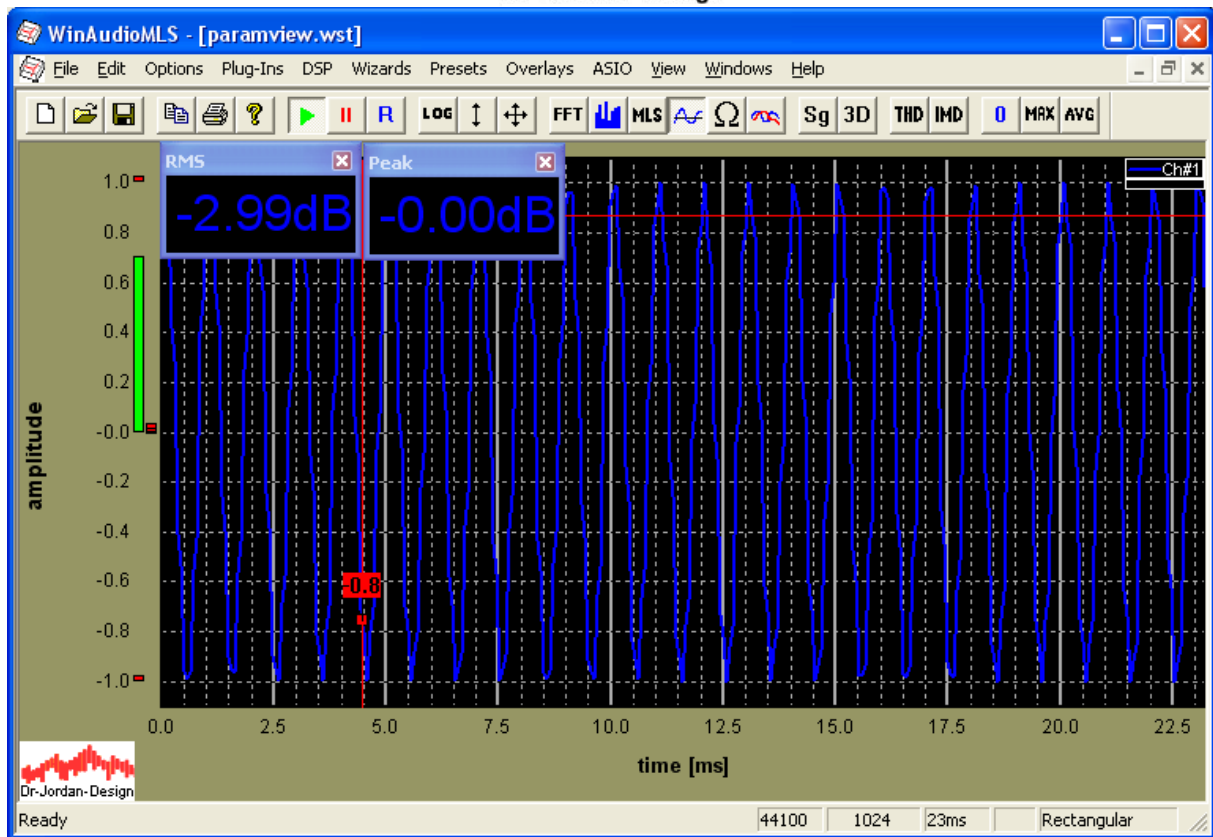 WinAudioMLS - [paramview.wst]
File Edit Options Plug-Ins DSP Wizards Presets Overlays ASIO View Windows Help
R LOG FFT MLS Ω Sg 3D THD IMD 0 MAX AVG
RMS Peak
-2.99dB -0.00dB
Ch#1
1.0
0.8
0.6
0.4
0.2
-0.0
-0.2
-0.4
-0.6
-0.8
-1.0
amplitude
-0.8
0.0 2.5 5.0 7.5 10.0 12.5 15.0 17.5 20.0 22.5
time [ms]
Dr-Jordan-Design
Ready 44100 1024 23ms Rectangular